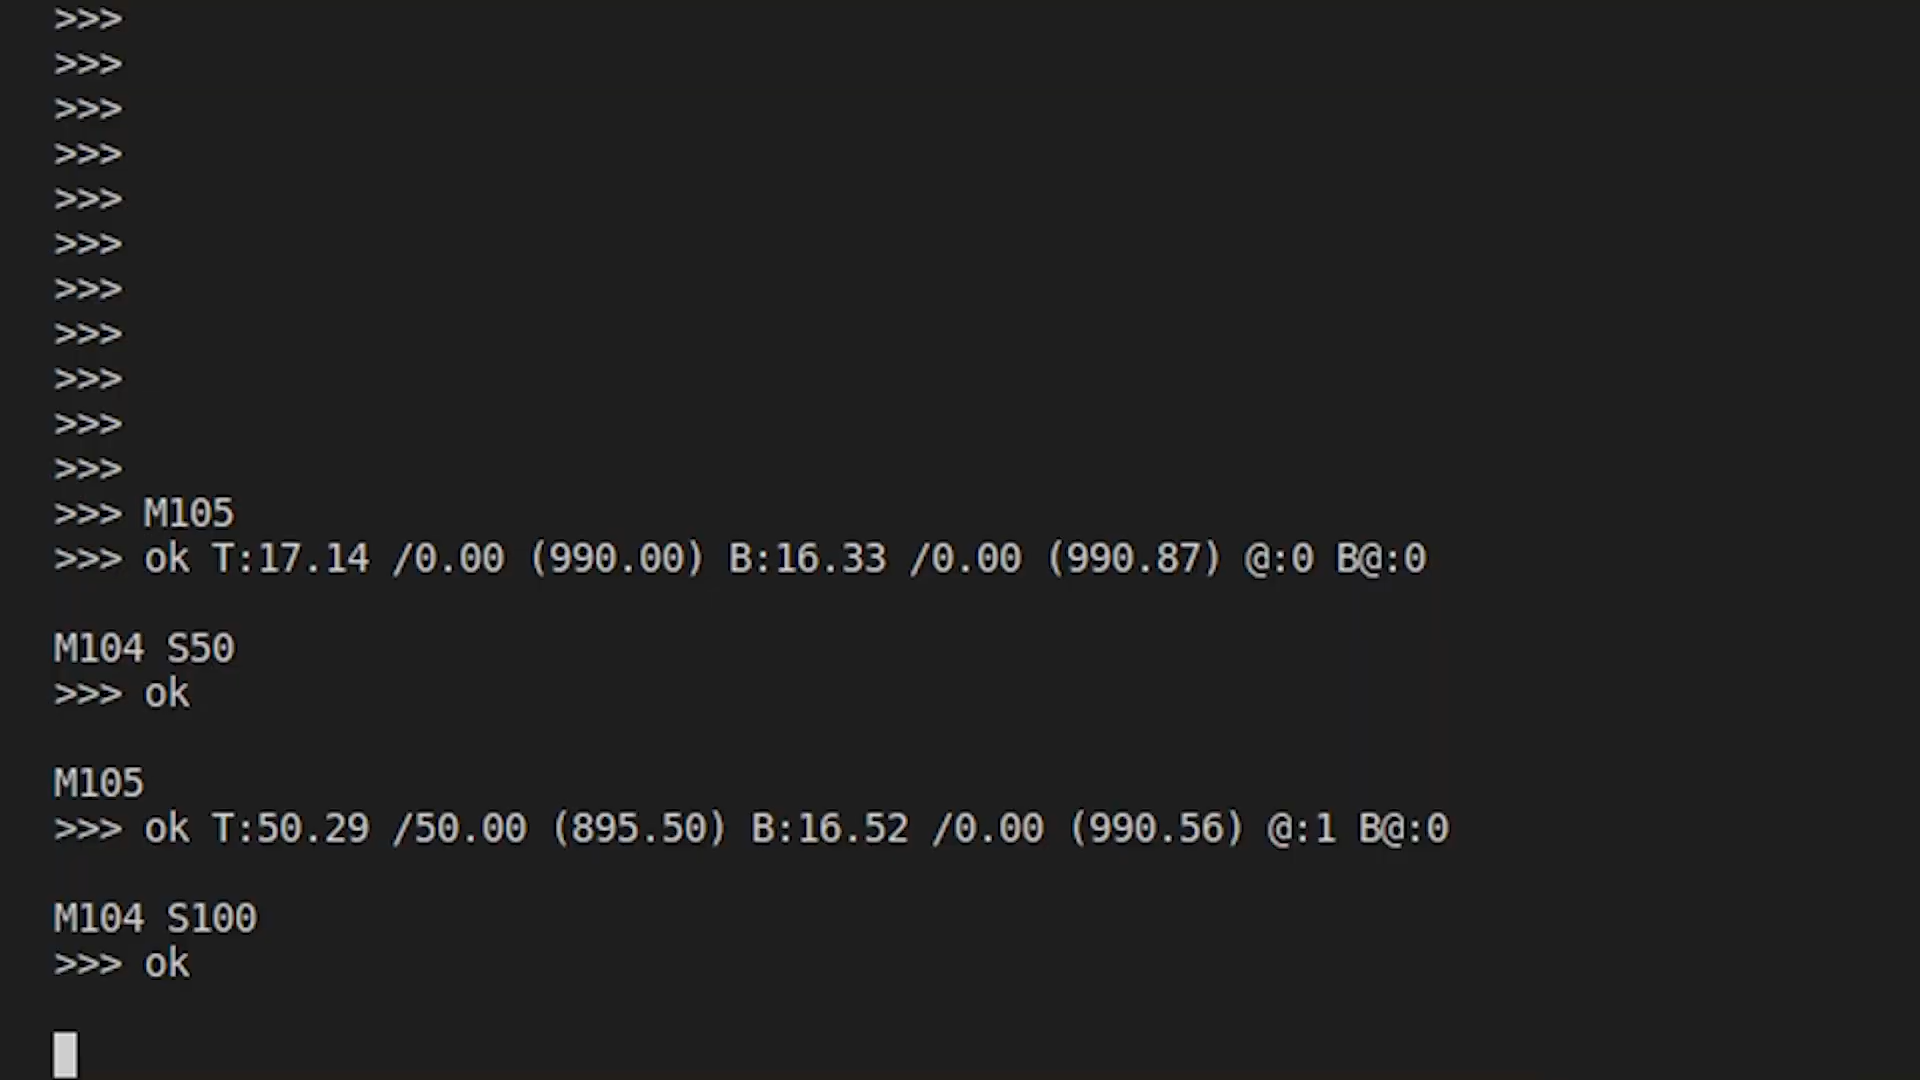 >>>
>>>
>>>
>>>
>>>
>>>
>>>
>>>
>>>
>>>
>>>
>>> M105
>>> ok T:17.14 /0.00 (990.00) B:16.33 /0.00 (990.87) @:0 B@:0
M104 S50
>>> ok
M105
>>> ok T:50.29 /50.00 (895.50) B:16.52 /0.00 (990.56) @:1 B@:0
M104 S100
>>> ok